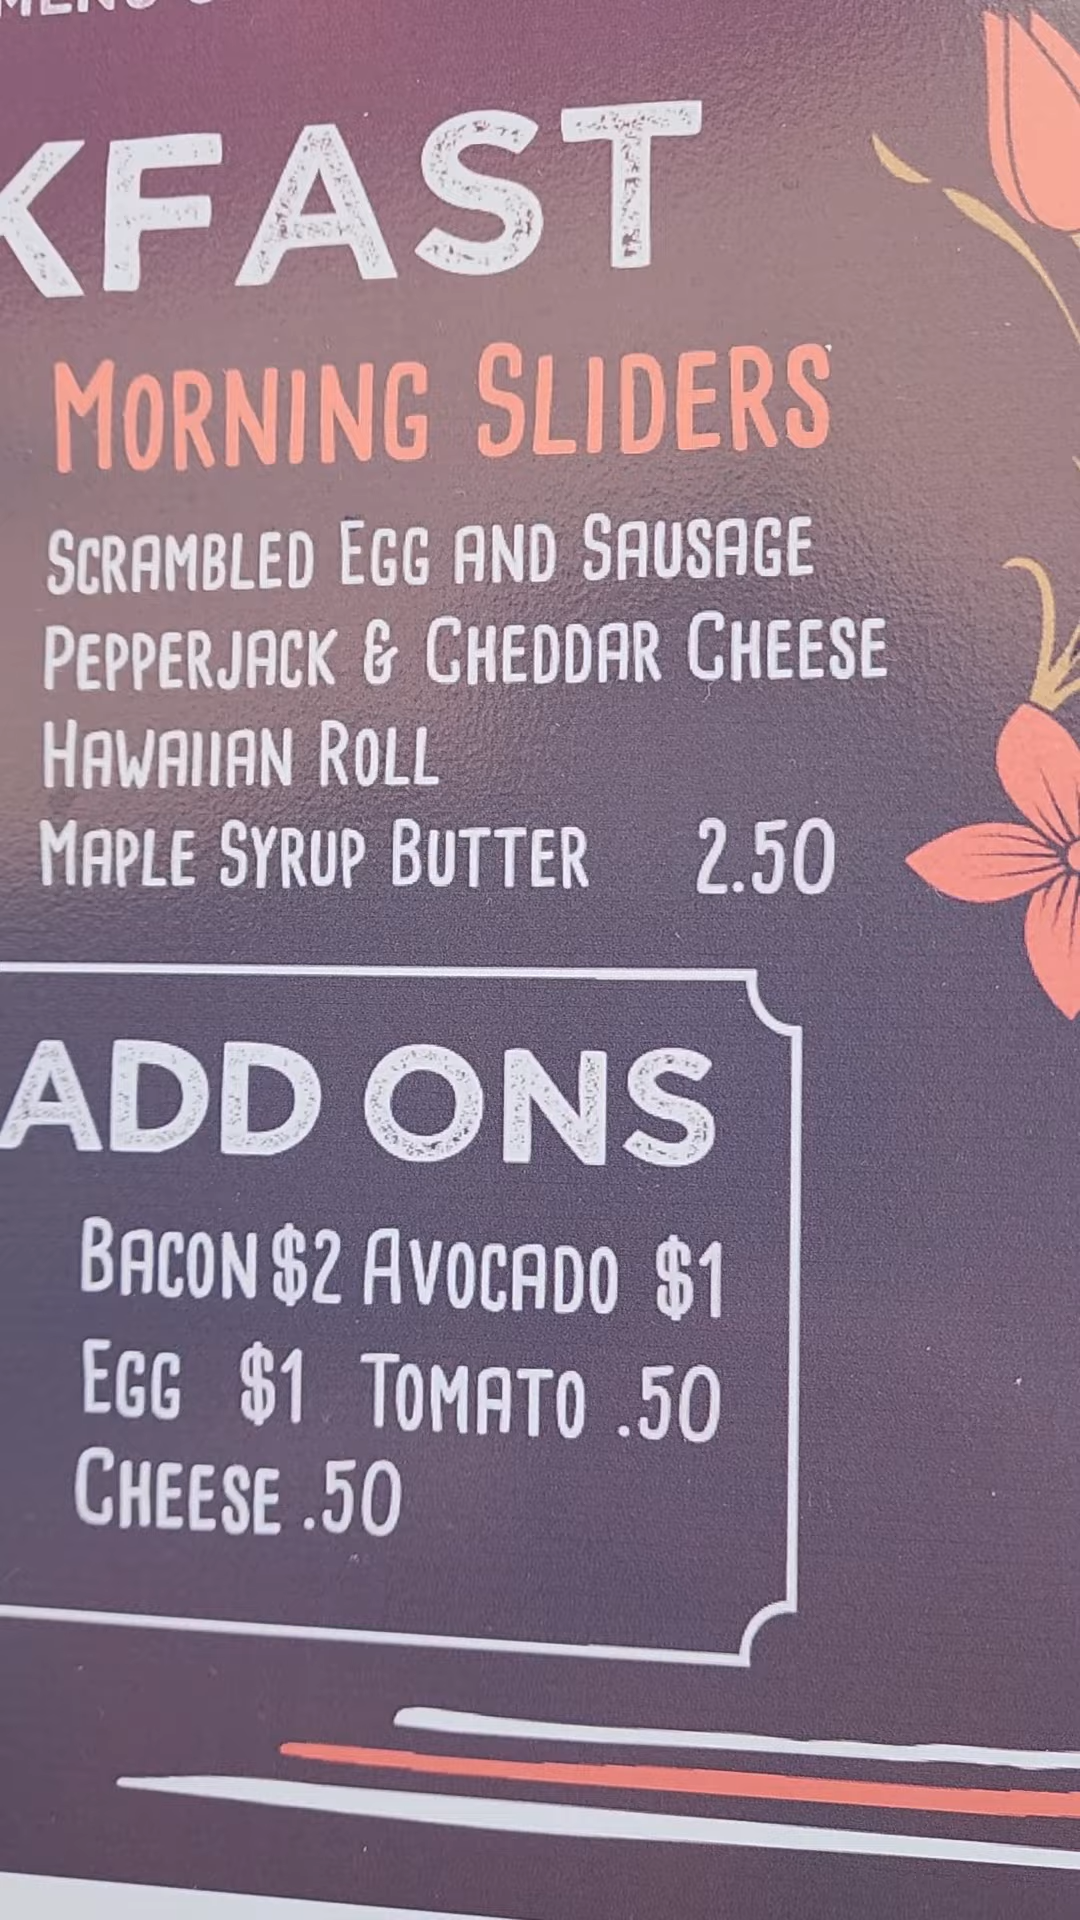 KFAST
MORNING SLIDERS
SCRAMBLED EGG AND SAUSAGE
PEPPERJACK & CHEDDAR CHEESE
HAWAIIAN ROLL
MAPLE SYRUP BUTTER 2.50
ADD ONS
BACON $2 AVOCADO $1
EGG $1 TOMATO .50
CHEESE .50